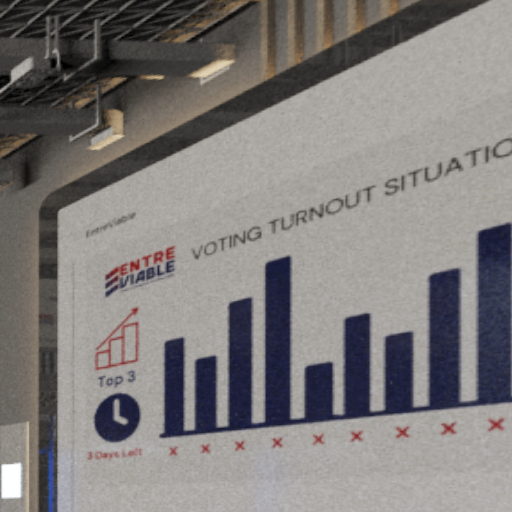 EntreViable
ENTRE
VIABLE
VOTING TURNOUT SITUATIO
Top 3
3 Days Left